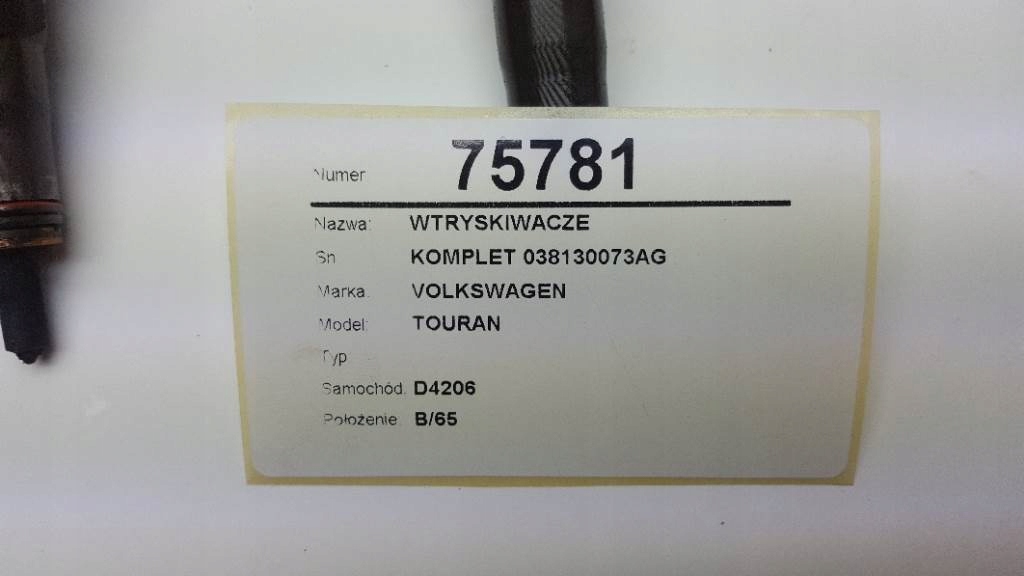 Numer 75781
Nazwa: WTRYSKIWACZE
Sn KOMPLET 038130073AG
Marka: VOLKSWAGEN
Model: TOURAN
Typ
Samochód: D4206
Położenie: B/65